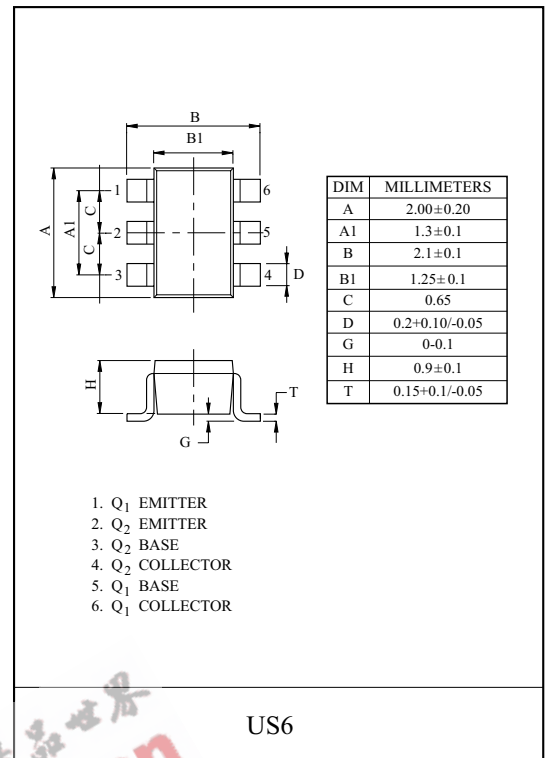 B
B1
1 6
A A1 C 2 5
C
3 4 D
H T
G
DIM MILLIMETERS
A 2.00±0.20
A1 1.3±0.1
B 2.1±0.1
B1 1.25±0.1
C 0.65
D 0.2+0.10/-0.05
G 0-0.1
H 0.9±0.1
T 0.15+0.1/-0.05
1. Q1 EMITTER
2. Q2 EMITTER
3. Q2 BASE
4. Q2 COLLECTOR
5. Q1 BASE
6. Q1 COLLECTOR
US6
世界